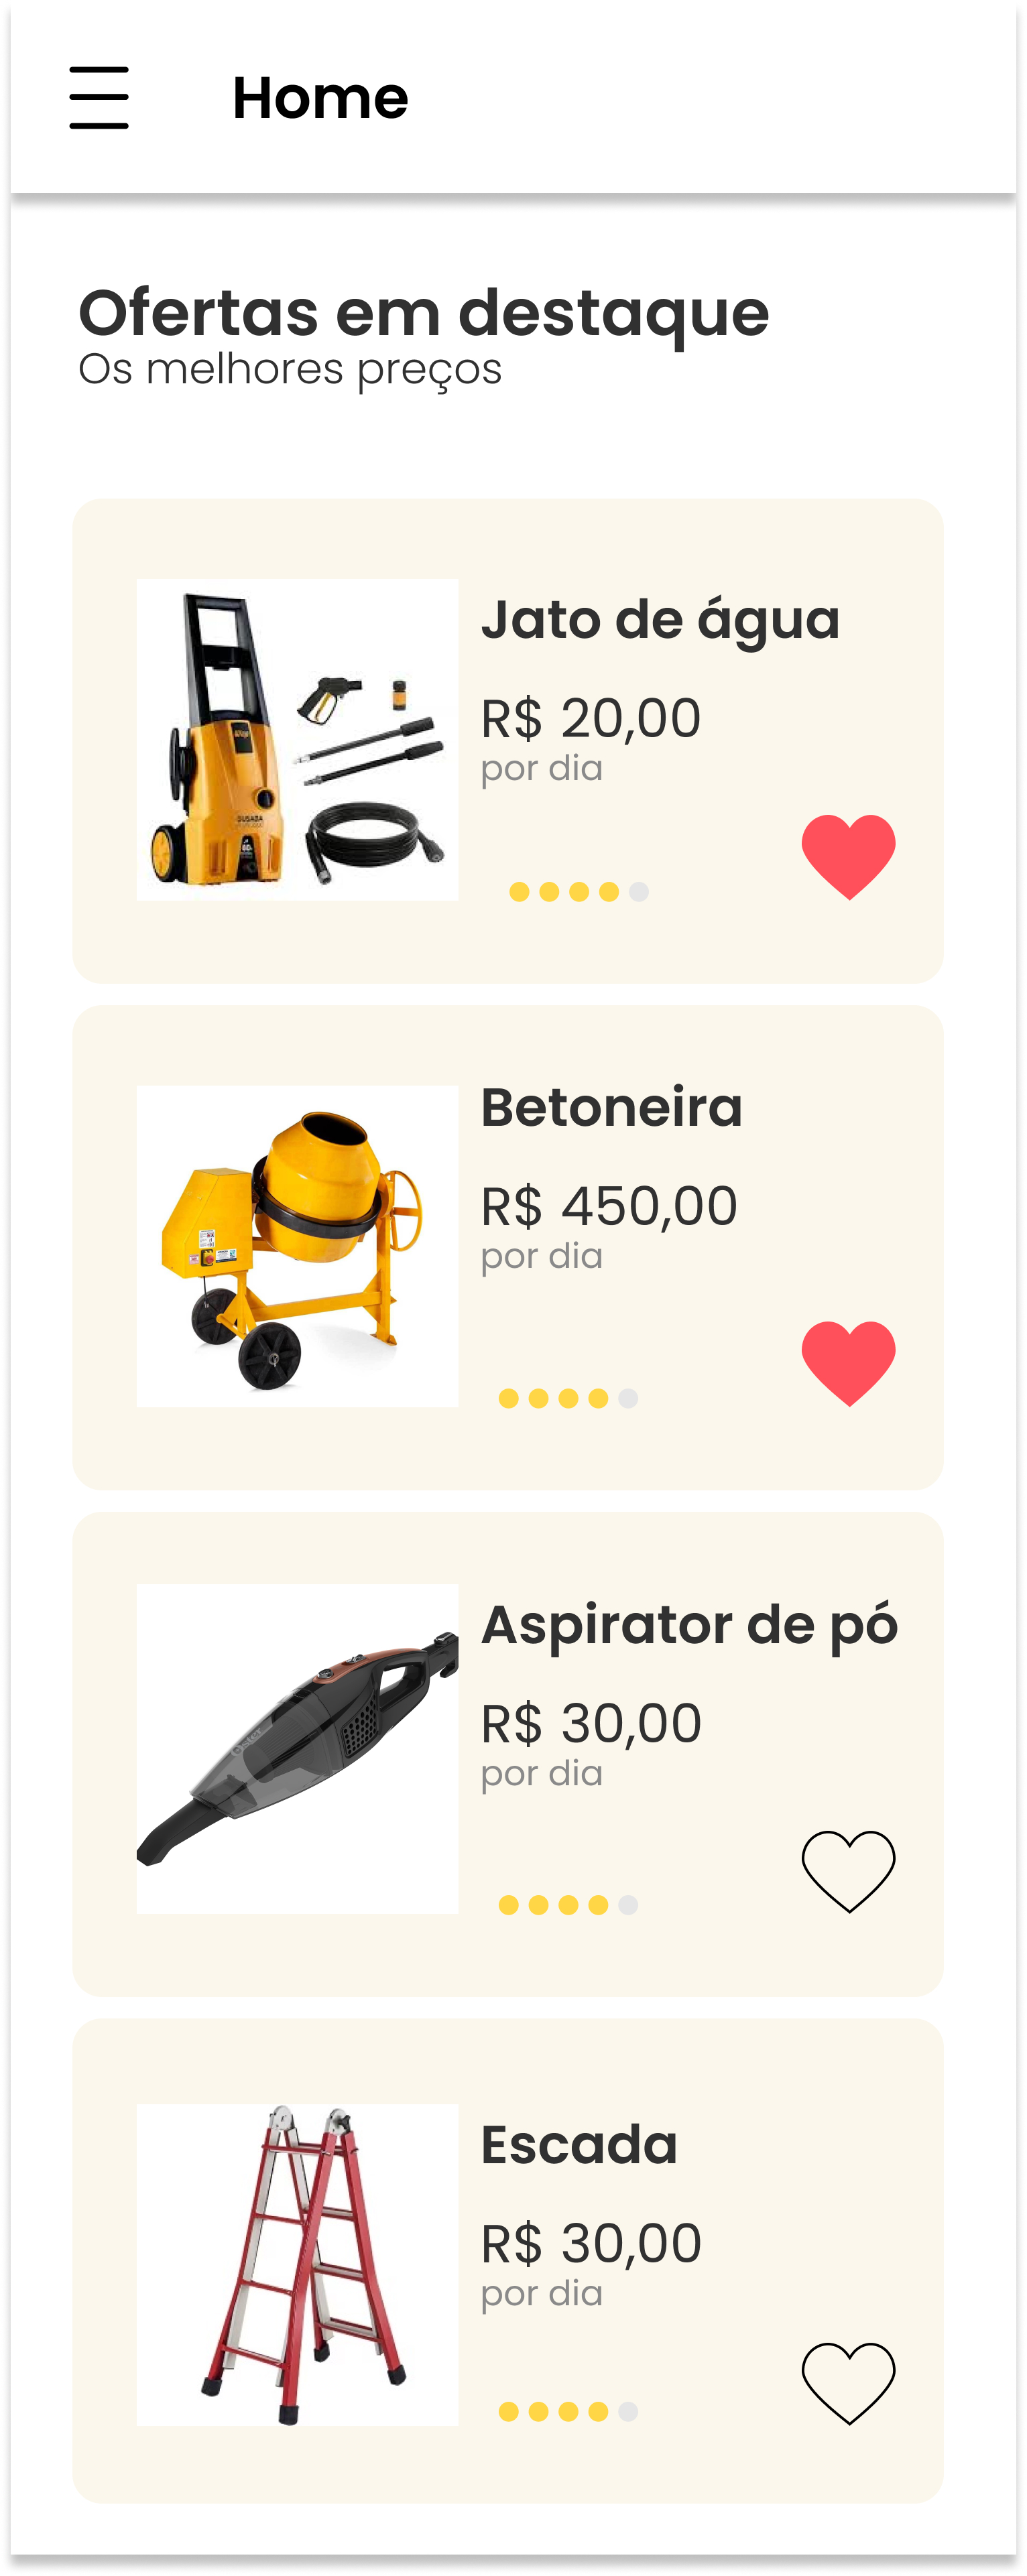 Home
Ofertas em destaque
Os melhores preços
Jato de água
R$ 20,00
por dia
Betoneira
R$ 450,00
por dia
Aspirator de pó
R$ 30,00
por dia
Escada
R$ 30,00
por dia